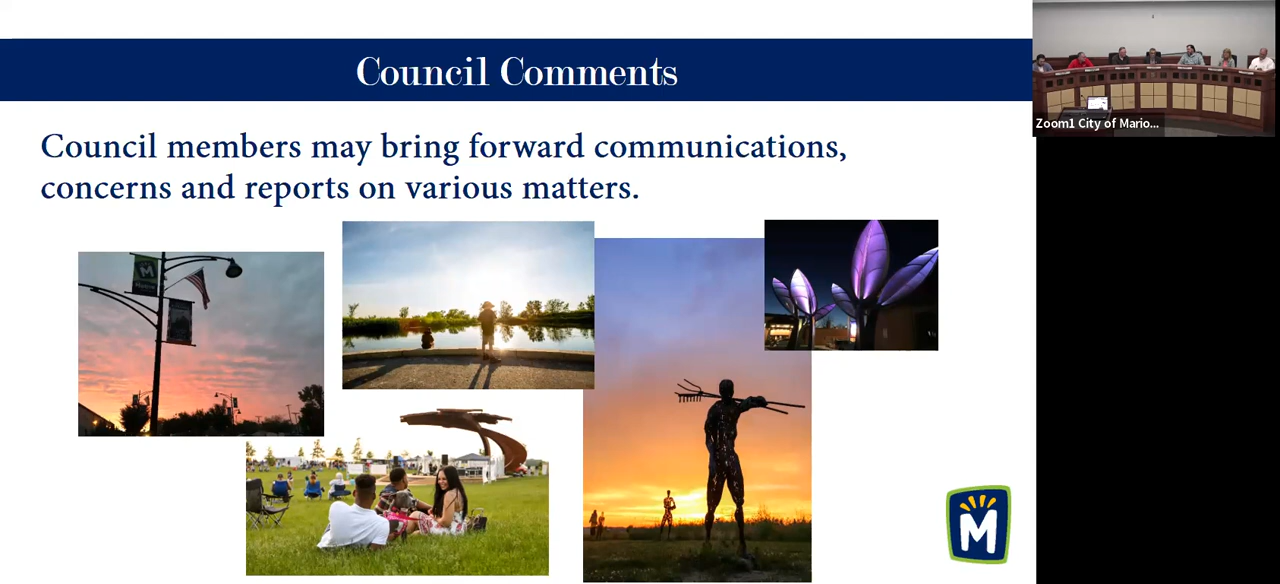 Council Comments
Council members may bring forward communications,
concerns and reports on various matters.
Zoom1 City of Mario...
M
M